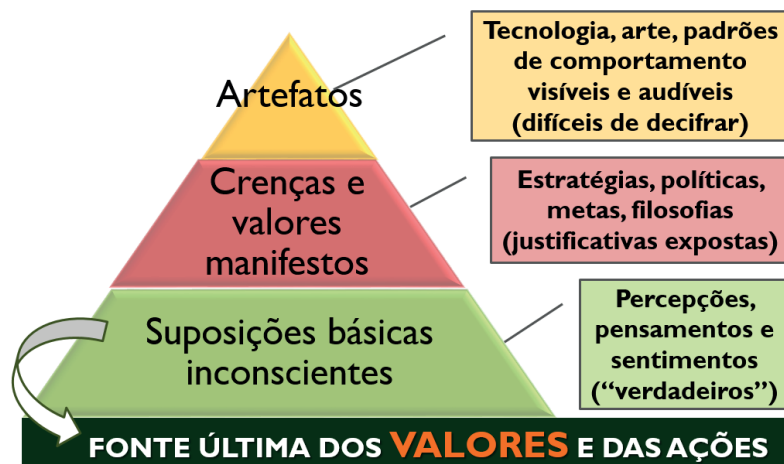 Artefatos
Tecnologia, arte, padrões
de comportamento
visíveis e audíveis
(difíceis de decifrar)
Crenças e
valores
manifestos
Estratégias, políticas,
metas, filosofias
(justificativas expostas)
Suposições básicas
inconscientes
Percepções,
pensamentos e
sentimentos
(“verdadeiros”)
FONTE ÚLTIMA DOS VALORES E DAS AÇÕES